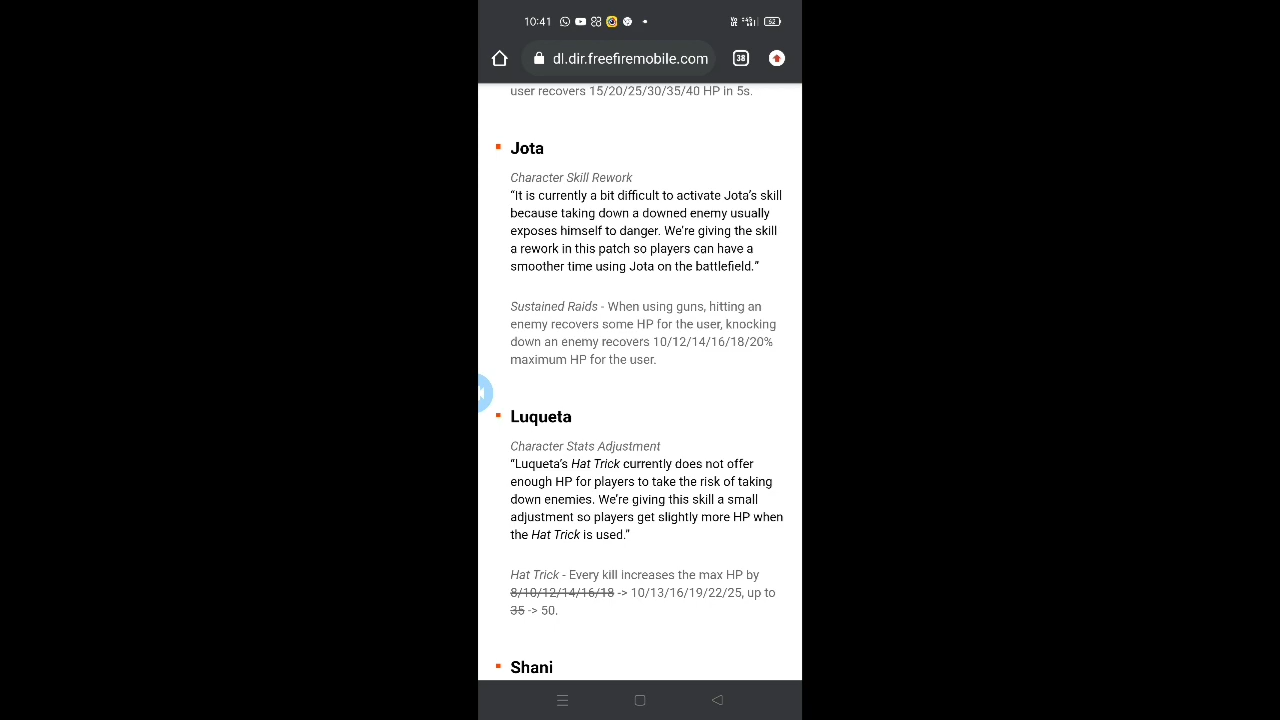 10:41
52
dl.dir.freefiremobile.com
38
user recovers 15/20/25/30/35/40 HP in 5s.
Jota
Character Skill Rework
“It is currently a bit difficult to activate Jota’s skill
because taking down a downed enemy usually
exposes himself to danger. We’re giving the skill
a rework in this patch so players can have a
smoother time using Jota on the battlefield.”
Sustained Raids - When using guns, hitting an
enemy recovers some HP for the user, knocking
down an enemy recovers 10/12/14/16/18/20%
maximum HP for the user.
Luqueta
Character Stats Adjustment
“Luqueta’s Hat Trick currently does not offer
enough HP for players to take the risk of taking
down enemies. We’re giving this skill a small
adjustment so players get slightly more HP when
the Hat Trick is used.”
Hat Trick - Every kill increases the max HP by
8/10/12/14/16/18 -> 10/13/16/19/22/25, up to
35 -> 50.
Shani